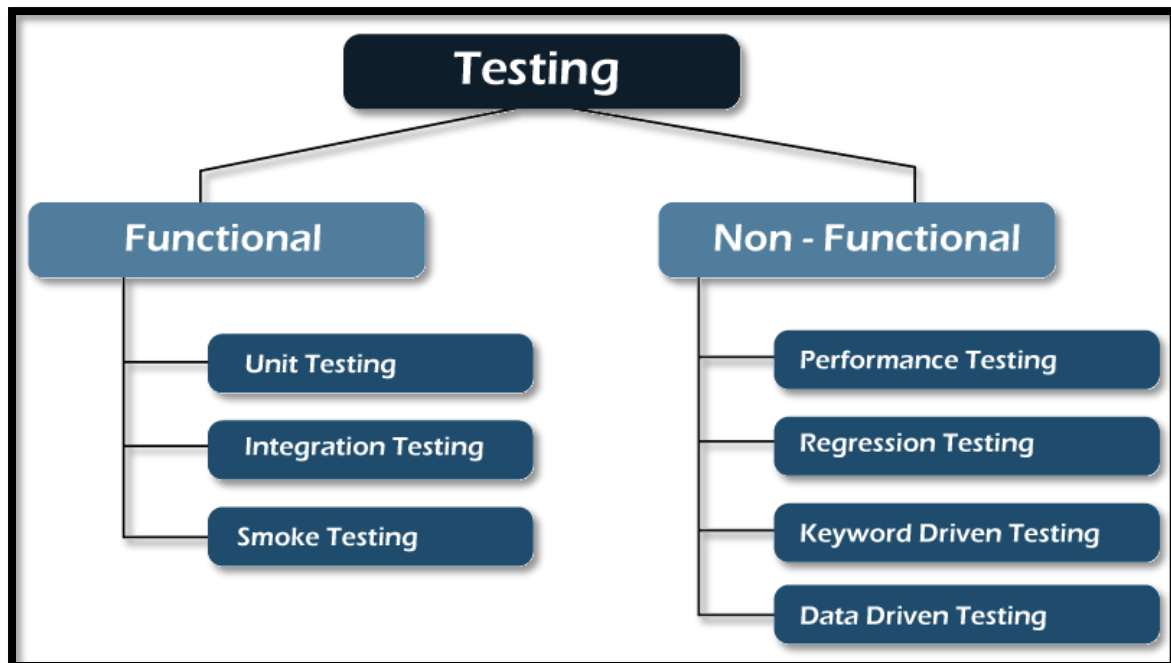 Testing
Functional
Non - Functional
Unit Testing
Integration Testing
Smoke Testing
Performance Testing
Regression Testing
Keyword Driven Testing
Data Driven Testing